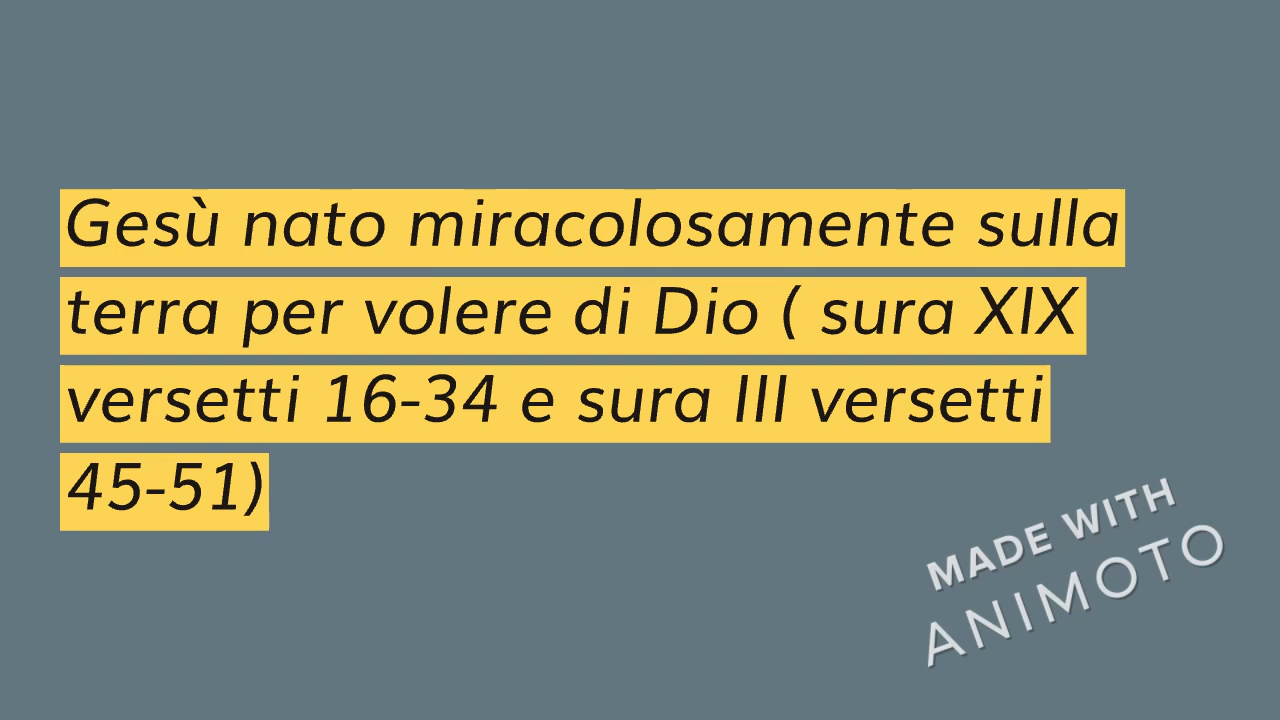 Gesù nato miracolosamente sulla
terra per volere di Dio ( sura XIX
versetti 16-34 e sura III versetti
45-51)
MADE WITH
ANIMOTO